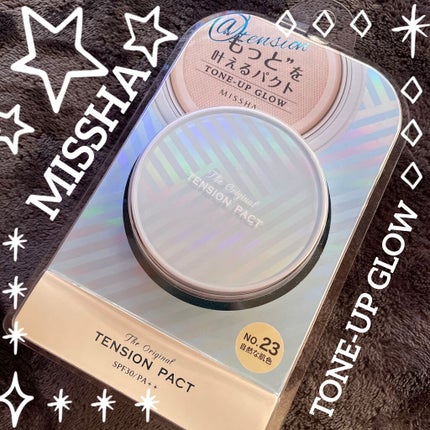 @tension
"もっと"を
叶えるパクト
TONE-UP GLOW
MISSHA
MISSHA
The Original
TENSION PACT
NO.23
自然な肌色
The Original
TENSION PACT
SPF30/PA++
TONE-UP GLOW